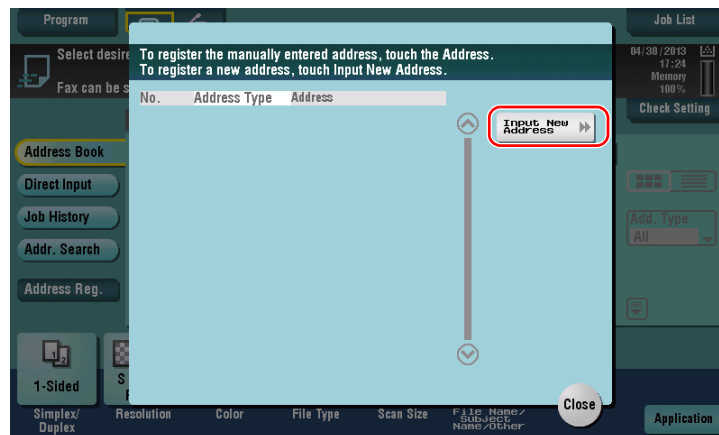 Program
Job List
Select desire
Fax can be s
To register the manually entered address, touch the Address.
To register a new address, touch Input New Address.
04/30/2013
17:24
Memory
100%
Check Setting
No. Address Type Address
Input New
Address
Address Book
Direct Input
Job History
Addr. Search
Address Reg.
Add. Type
All
1-Sided
S
Close
Simplex/
Duplex
Resolution
Color
File Type
Scan Size
File Name/
Subject
Name/Other
Application